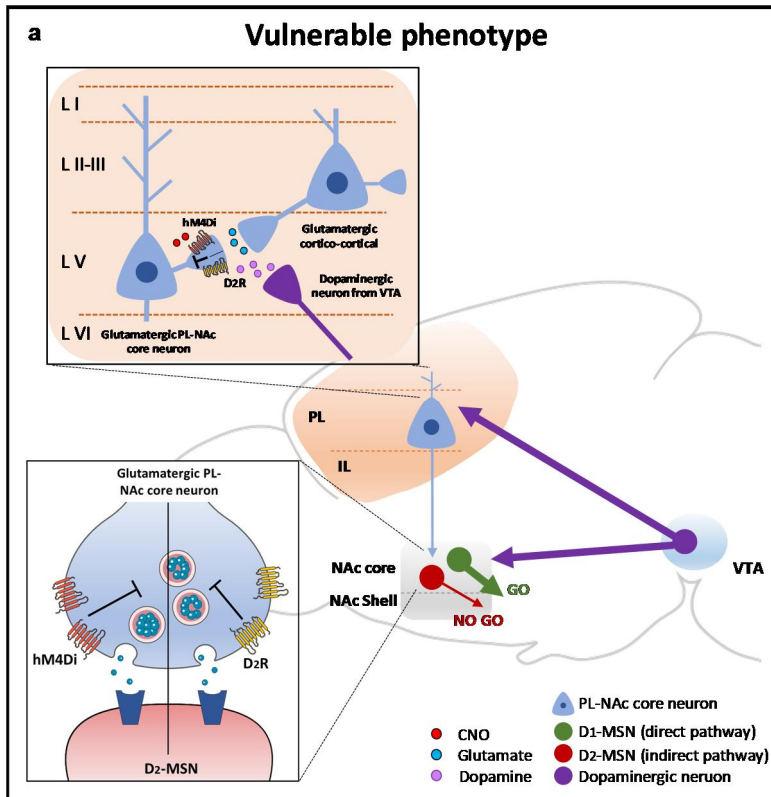 a
Vulnerable phenotype
L I
L II-III
hM4Di
Glutamatergic
cortico-cortical
L V
D2R
Dopaminergic
neuron from VTA
L VI
Glutamatergic PL-NAc
core neuron
PL
IL
Glutamatergic PL-
NAc core neuron
VTA
NAc core
GO
NAc Shell
NO GO
hM4Di
D2R
D2-MSN
PL-NAc core neuron
CNO
D1-MSN (direct pathway)
Glutamate
D2-MSN (indirect pathway)
Dopamine
Dopaminergic neruon